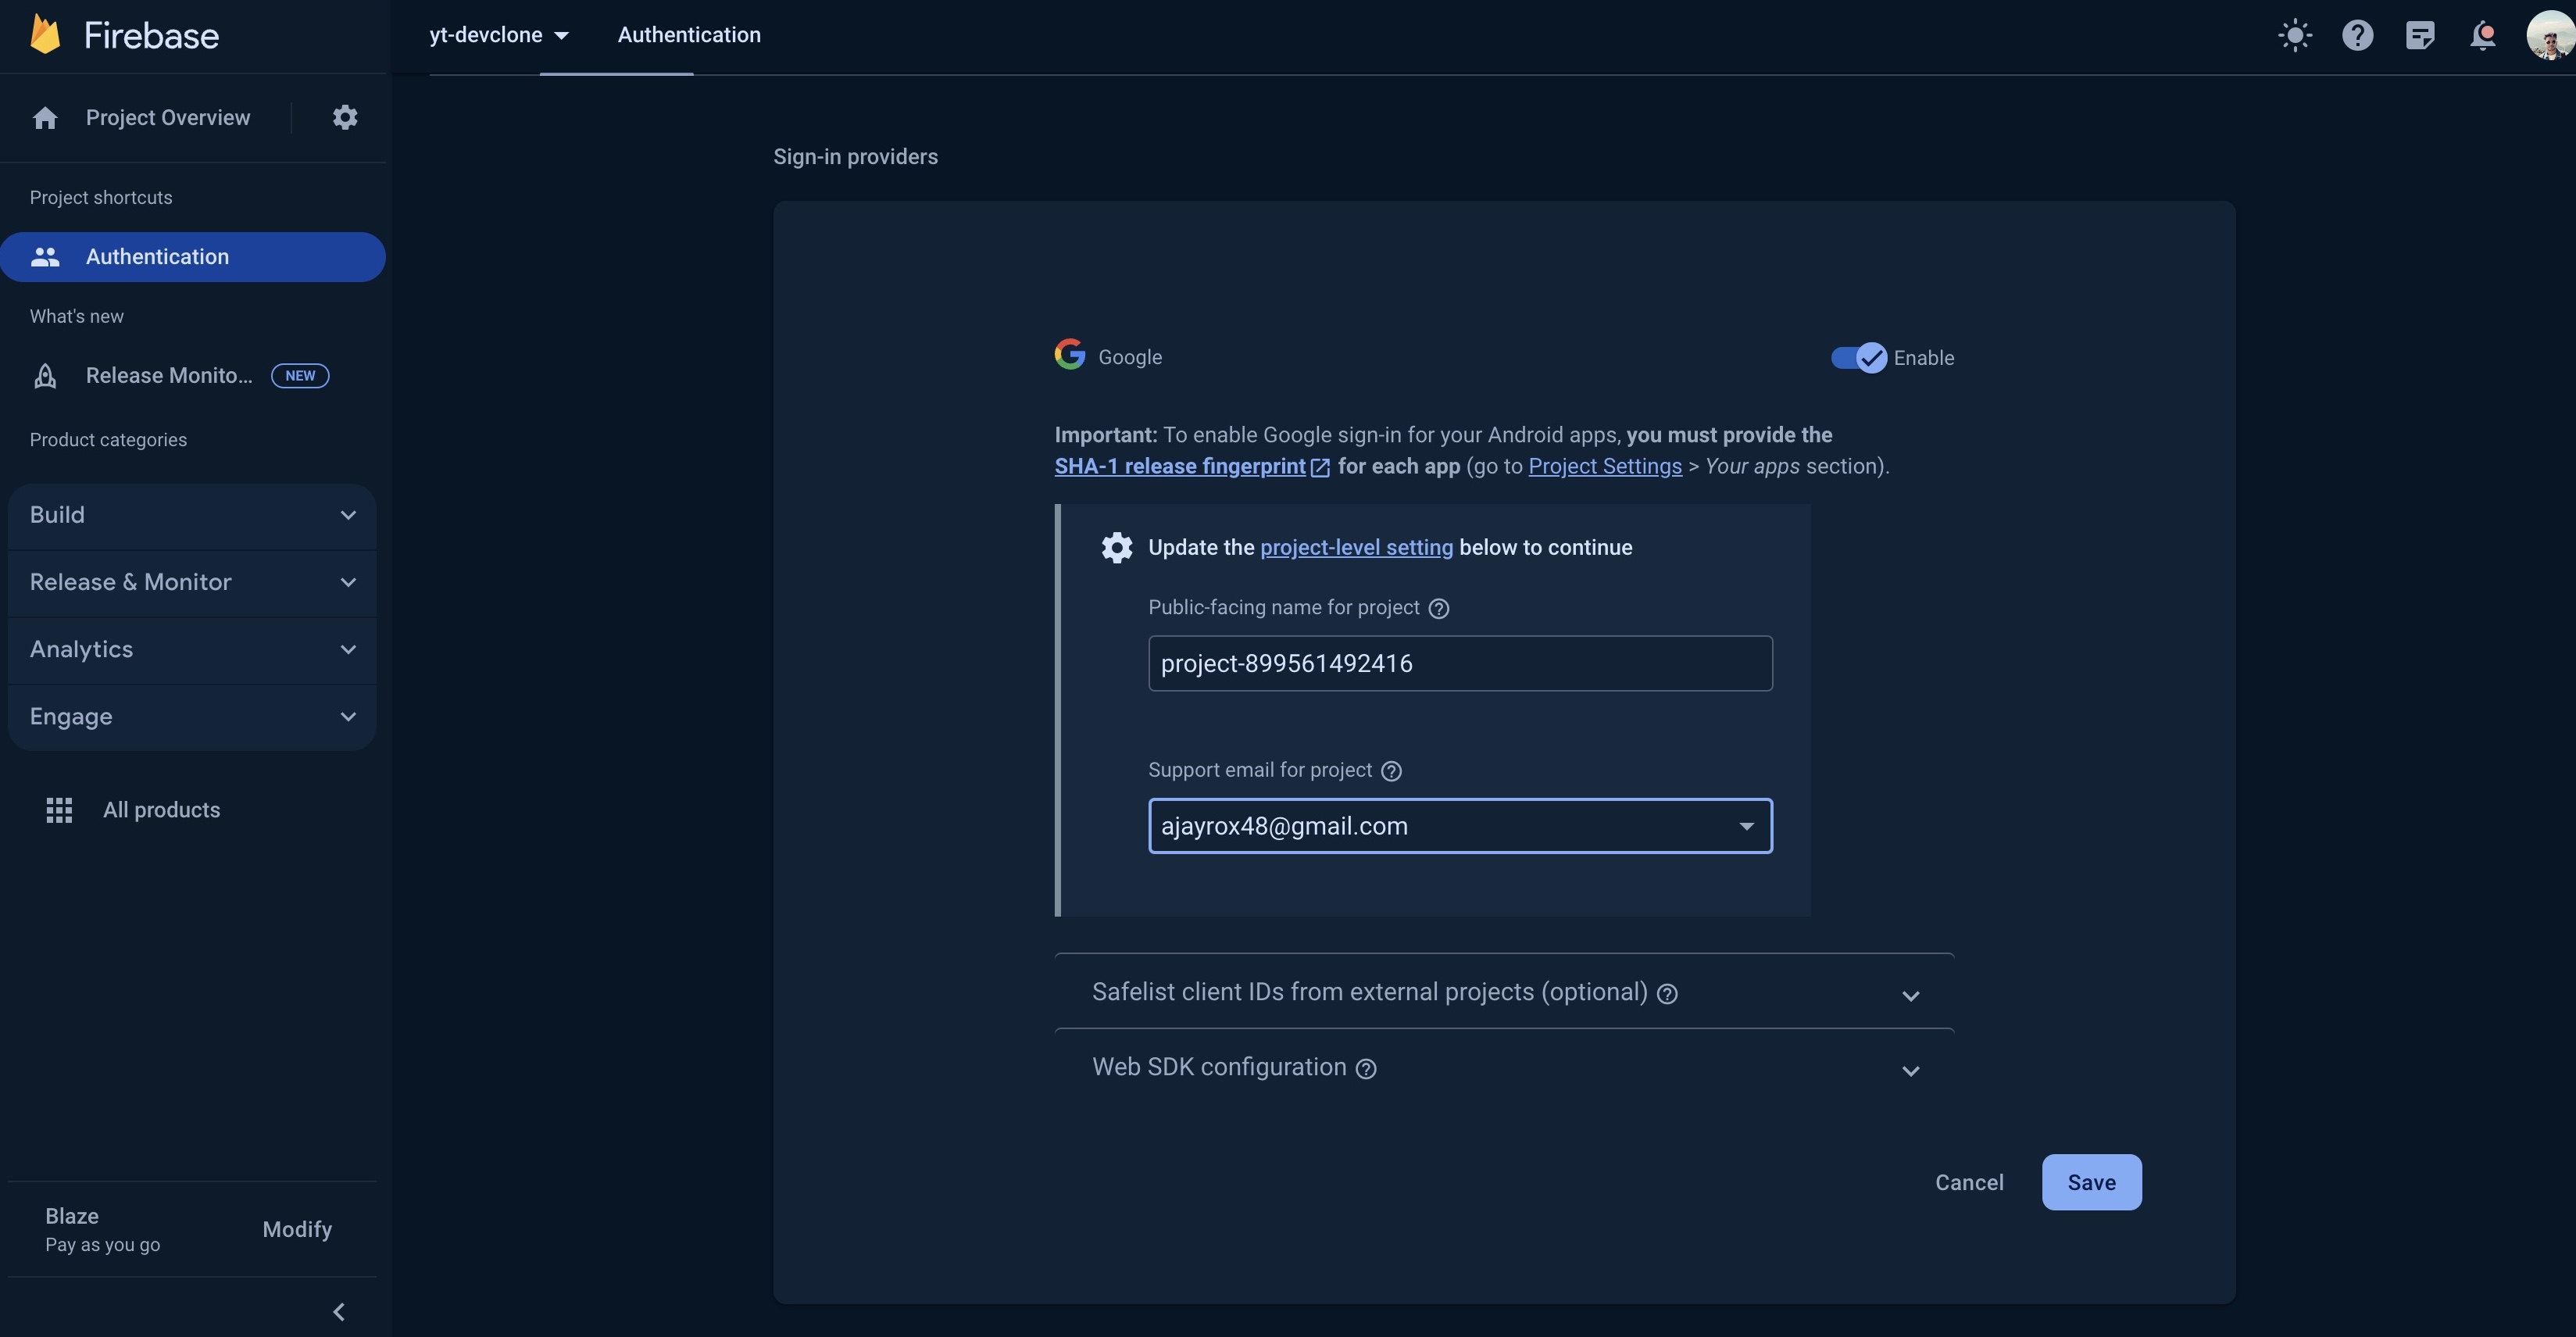 Firebase
yt-devclone
Authentication
Project Overview
Project shortcuts
Authentication
What's new
Release Monito...
NEW
Product categories
Build
Release & Monitor
Analytics
Engage
All products
Blaze
Pay as you go
Modify
Sign-in providers
Google
Enable
Important: To enable Google sign-in for your Android apps, you must provide the
SHA-1 release fingerprint for each app (go to Project Settings > Your apps section).
Update the project-level setting below to continue
Public-facing name for project
project-899561492416
Support email for project
ajayrox48@gmail.com
Safelist client IDs from external projects (optional)
Web SDK configuration
Cancel
Save